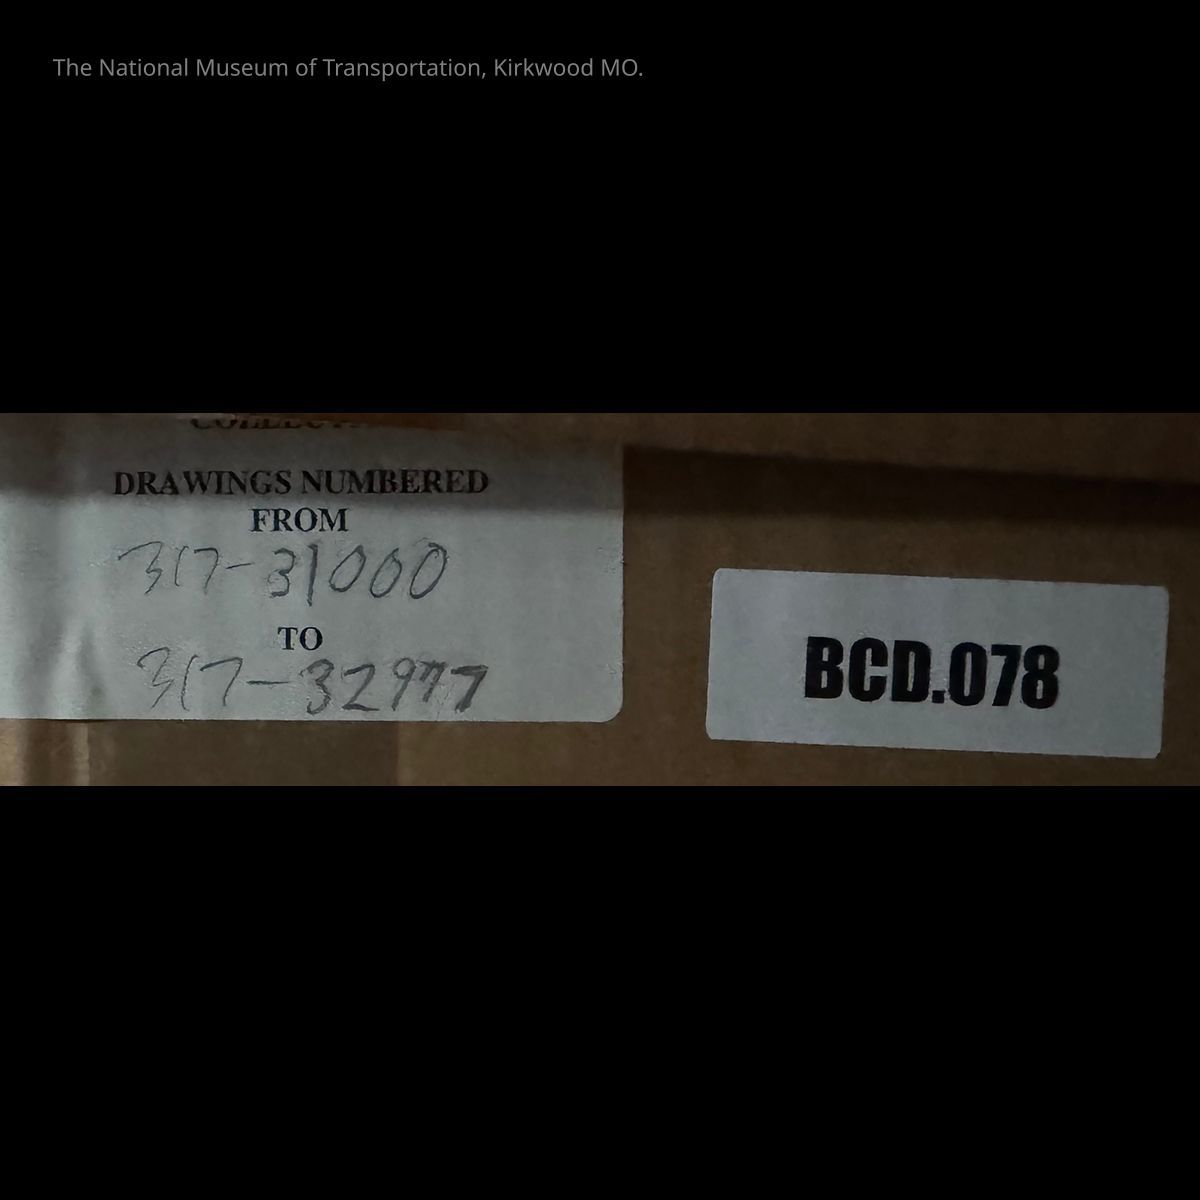 The National Museum of Transportation, Kirkwood MO.
DRAWINGS NUMBERED
FROM
317-31000
TO
317-32977
BCD.078